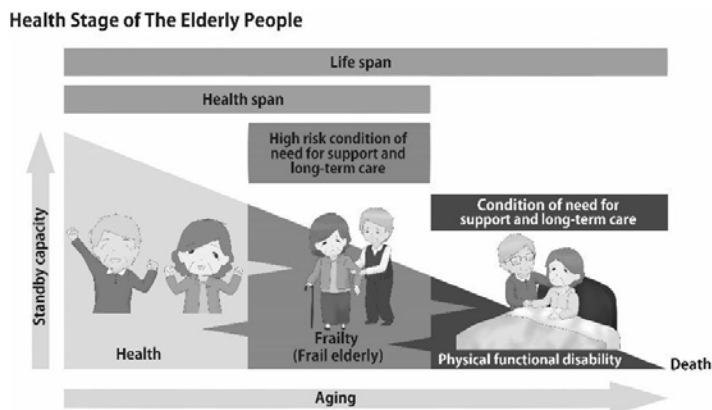 Health Stage of The Elderly People
Life span
Health span
High risk condition of
need for support and
long-term care
Condition of need for
support and long-term care
Standby capacity
Health
Frailty
(Frail elderly)
Physical functional disability
Death
Aging